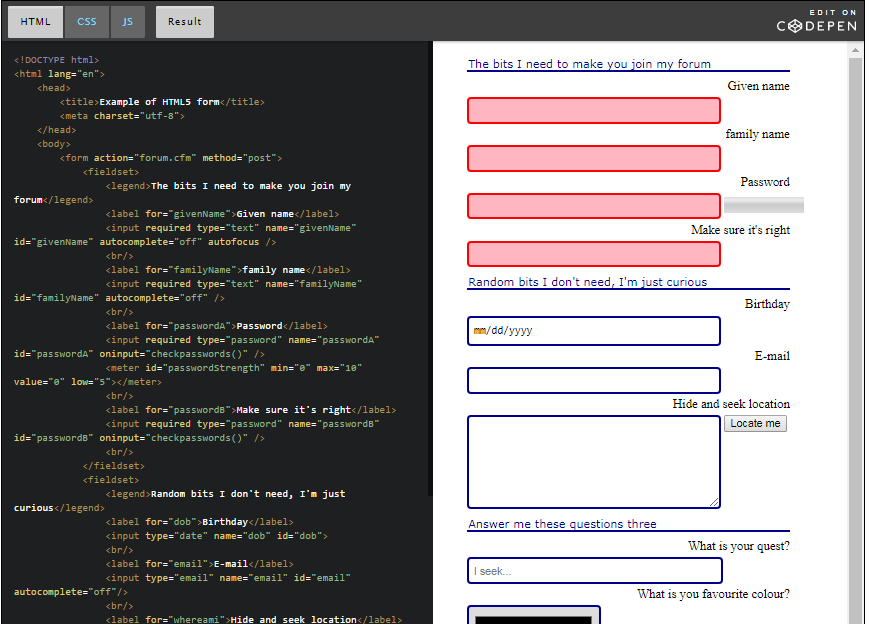 HTML CSS JS Result
EDIT ON
CODEPEN
<!DOCTYPE html>
<html lang="en">
<head>
<title>Example of HTML5 form</title>
<meta charset="utf-8">
</head>
<body>
<form action="forum.cfm" method="post">
<fieldset>
<legend>The bits I need to make you join my
forum</legend>
<label for="givenName">Given name</label>
<input required type="text" name="givenName"
id="givenName" autocomplete="off" autofocus />
<br/>
<label for="familyName">family name</label>
<input required type="text" name="familyName"
id="familyName" autocomplete="off" />
<br/>
<label for="passwordA">Password</label>
<input required type="password" name="passwordA"
id="passwordA" oninput="checkpasswords()" />
<meter id="passwordStrength" min="0" max="10"
value="0" low="5"></meter>
<br/>
<label for="passwordB">Make sure it's right</label>
<input required type="password" name="passwordB"
id="passwordB" oninput="checkpasswords()" />
<br/>
</fieldset>
<fieldset>
<legend>Random bits I don't need, I'm just
curious</legend>
<label for="dob">Birthday</label>
<input type="date" name="dob" id="dob">
<br/>
<label for="email">E-mail</label>
<input type="email" name="email" id="email"
autocomplete="off"/>
<br/>
<label for="whereami">Hide and seek location</label>
The bits I need to make you join my forum
Given name
family name
Password
Make sure it's right
Random bits I don't need, I'm just curious
Birthday
mm/dd/yyyy
E-mail
Hide and seek location
Locate me
Answer me these questions three
What is your quest?
I seek...
What is you favourite colour?